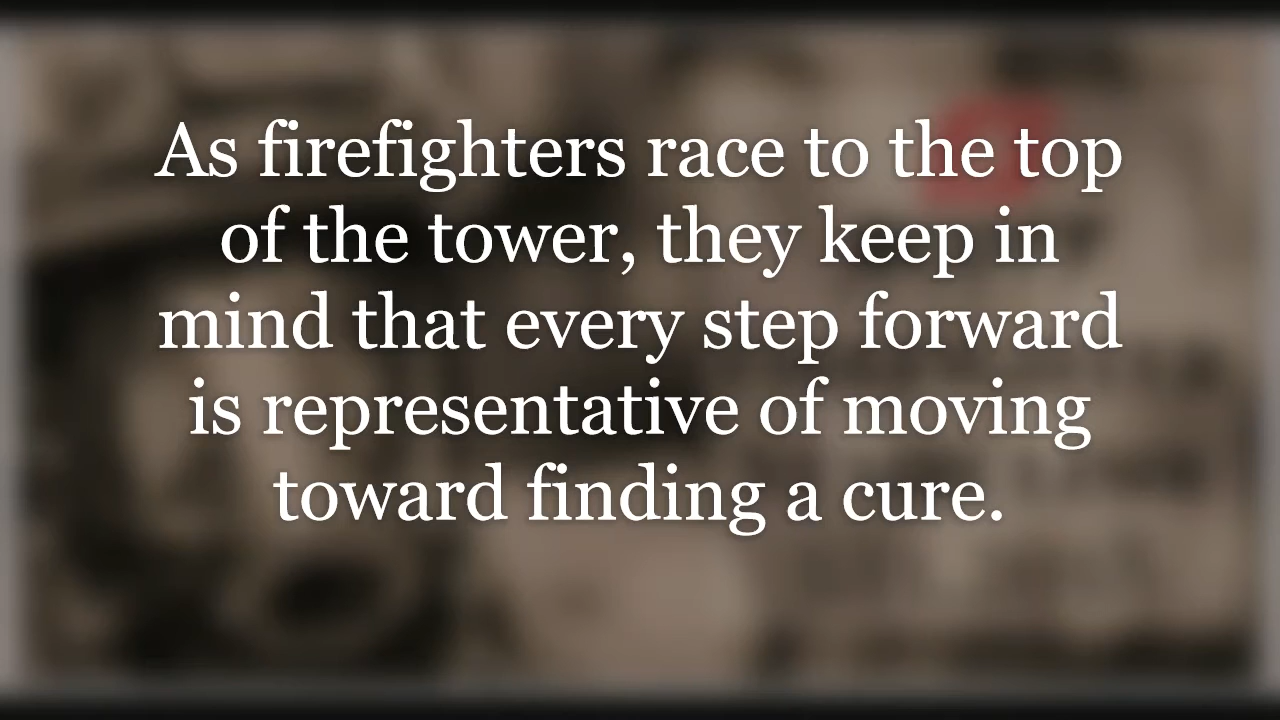 As firefighters race to the top
of the tower, they keep in
mind that every step forward
is representative of moving
toward finding a cure.